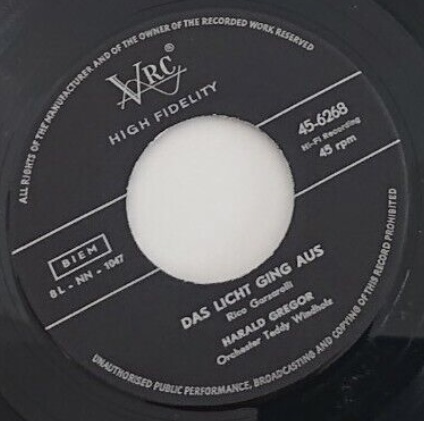 ALL RIGHTS OF THE MANUFACTURER AND OF THE OWNER OF THE RECORDED WORK RESERVED
VRC®
HIGH FIDELITY
45-6268
Hi-Fi Recording
45 rpm
BIEM
BL - NN - 1047
DAS LICHT GING AUS
Rico Garsarelli
HARALD GREGOR
Orchester Teddy Windholz
UNAUTHORISED PUBLIC PERFORMANCE, BROADCASTING AND COPYING OF THIS RECORD PROHIBITED